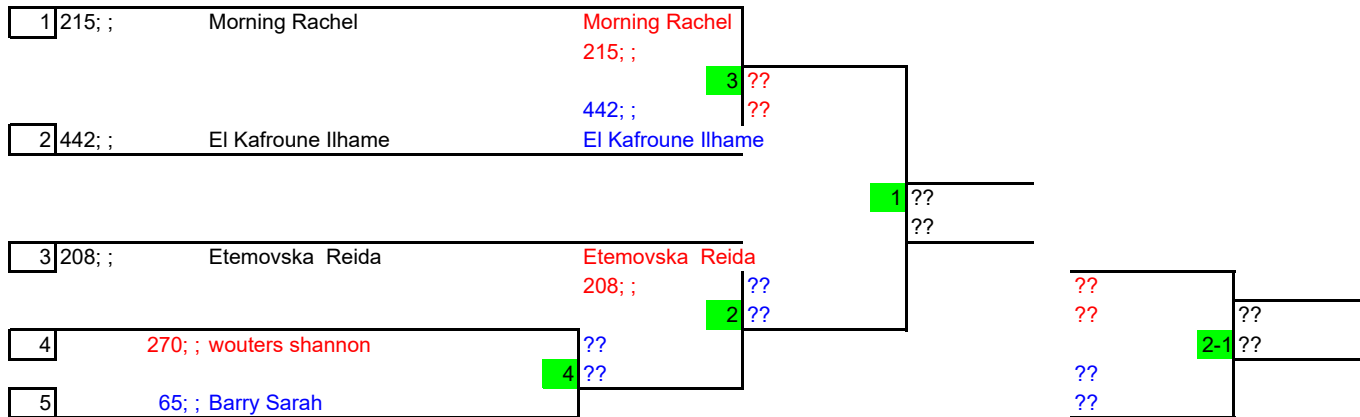 1 215; ; Morning Rachel Morning Rachel
215; ;
3 ??
442; ; ??
2 442; ; El Kafroune Ilhame El Kafroune Ilhame
1 ??
??
3 208; ; Etemovska Reida Etemovska Reida
208; ; ?? ??
2 ?? ?? ??
4 270; ; wouters shannon ?? 2-1 ??
4 ?? ??
5 65; ; Barry Sarah ??